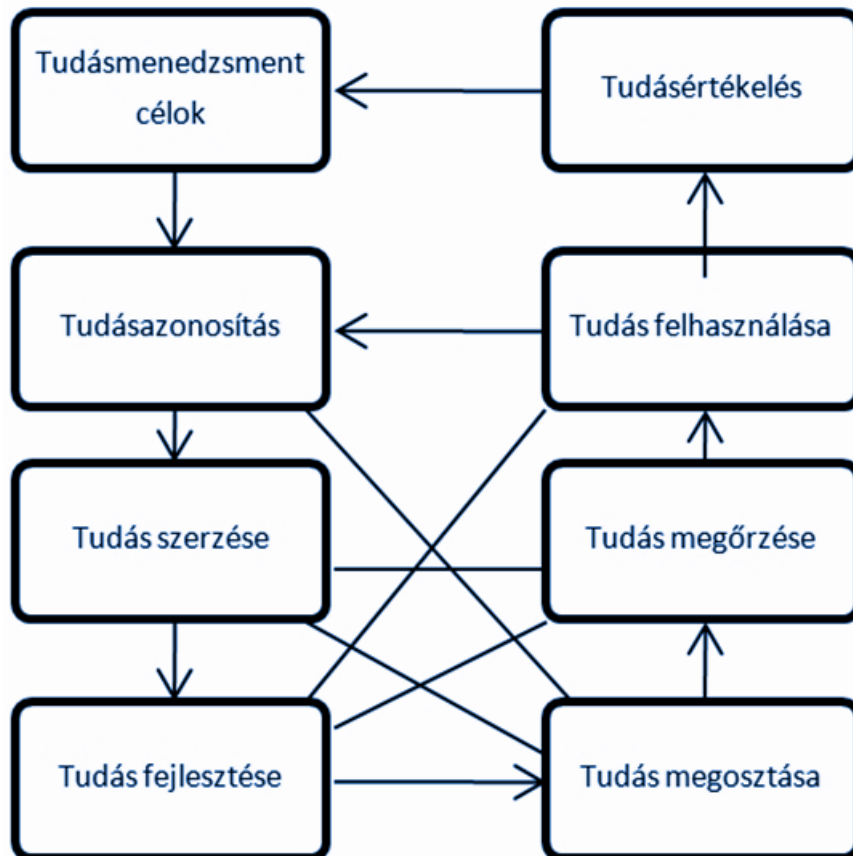 Tudásmenedzsment
célok
Tudásértékelés
Tudásazonosítás
Tudás felhasználása
Tudás szerzése
Tudás megőrzése
Tudás fejlesztése
Tudás megosztása